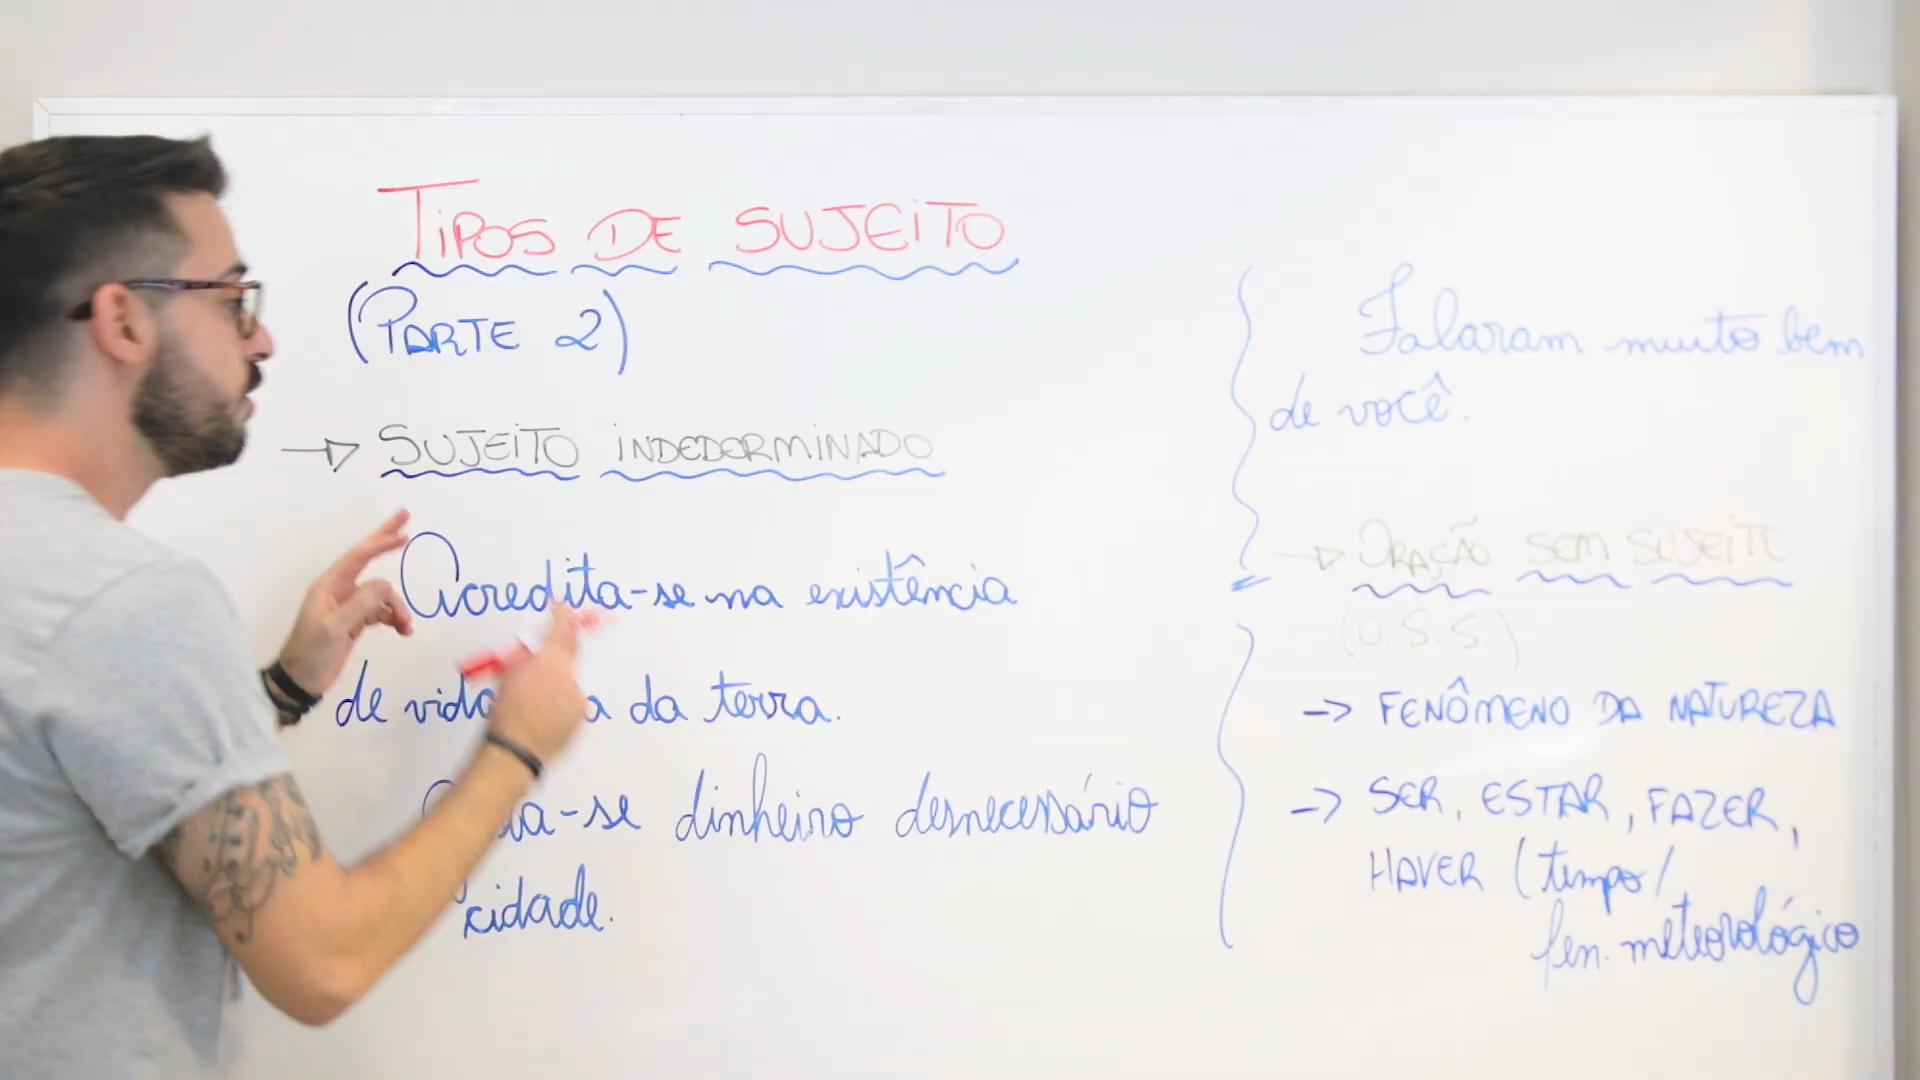 TIPOS DE SUJEITO
(PARTE 2)
→ SUJEITO INDEDERMINADO
Acredita-se na existência
de vida da terra.
-se dinheiro desnecessário
cidade.
Falaram muito bem
de você.
→ ORAÇÃO SEM SUJEITO
(O.S.S.)
→ FENÔMENO DA NATUREZA
→ SER, ESTAR, FAZER,
HAVER (tempo/
fen. meteorológico